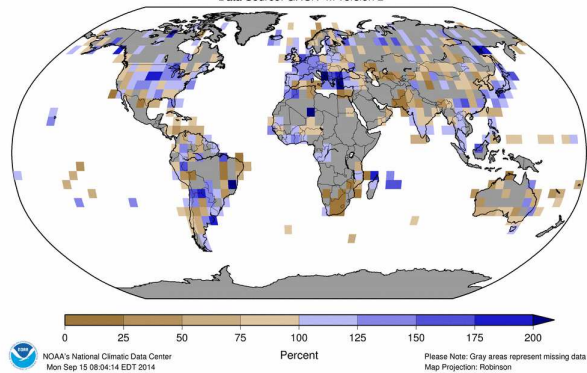 0 25 50 75 100 125 150 175 200
Percent
NOAA
NOAA's National Climatic Data Center
Mon Sep 15 08:04:14 EDT 2014
Please Note: Gray areas represent missing data
Map Projection: Robinson